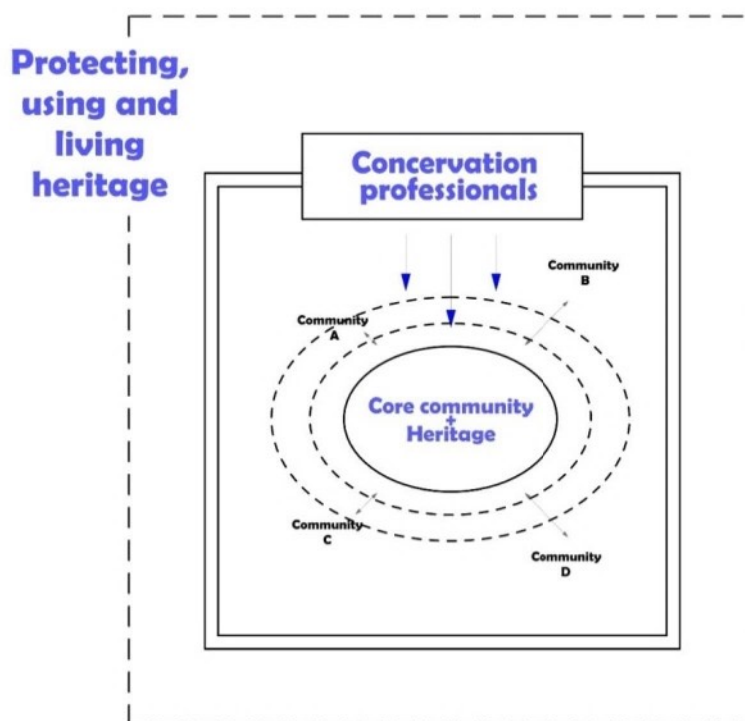 Protecting,
using and
living
heritage
Concervation
professionals
Community
B
Community
A
Core community
+
Heritage
Community
C
Community
D